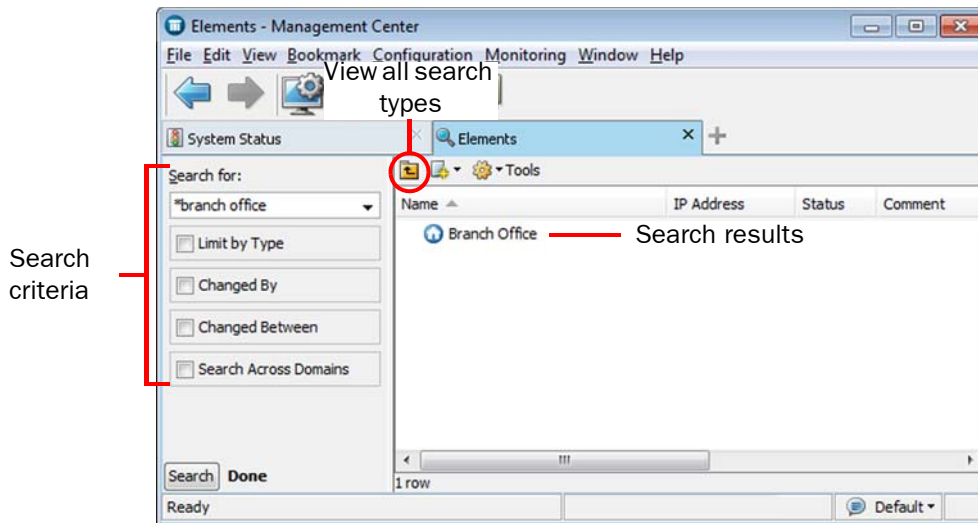 Elements - Management Center
File Edit View Bookmark Configuration Monitoring Window Help
View all search
types
System Status
Elements
Search for:
Tools
*branch office
Name
IP Address
Status
Comment
Limit by Type
Branch Office
Search results
Search
criteria
Changed By
Changed Between
Search Across Domains
Search
Done
1 row
Ready
Default